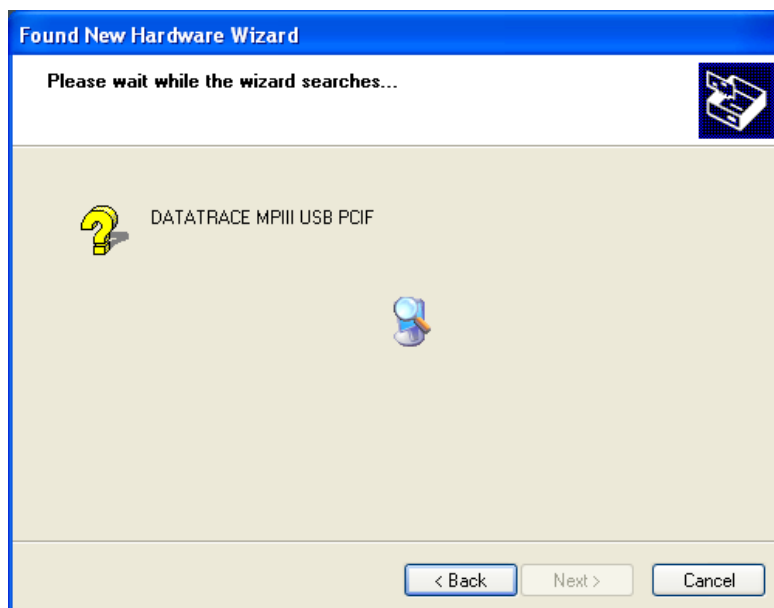 Found New Hardware Wizard
Please wait while the wizard searches...
DATATRACE MPIII USB PCIF
< Back
Next >
Cancel